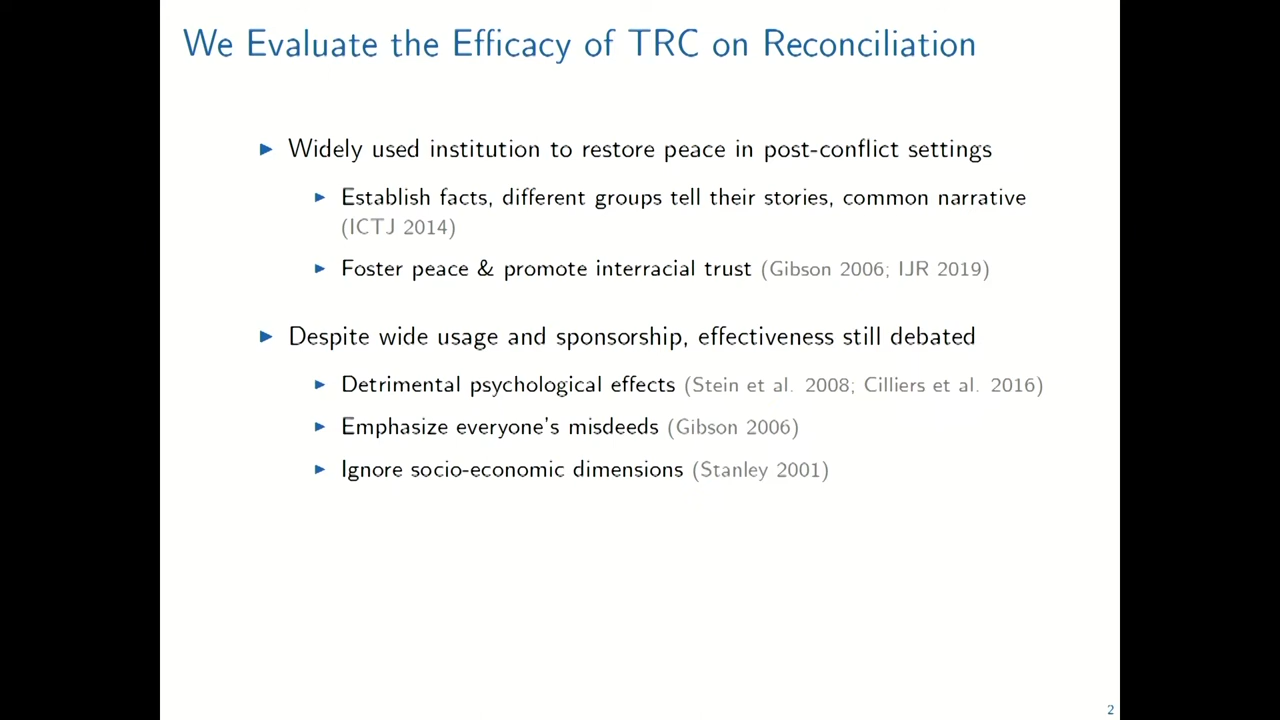 We Evaluate the Efficacy of TRC on Reconciliation
Widely used institution to restore peace in post-conflict settings
Establish facts, different groups tell their stories, common narrative
(ICTJ 2014)
Foster peace & promote interracial trust (Gibson 2006; IJR 2019)
Despite wide usage and sponsorship, effectiveness still debated
Detrimental psychological effects (Stein et al. 2008; Cilliers et al. 2016)
Emphasize everyone's misdeeds (Gibson 2006)
Ignore socio-economic dimensions (Stanley 2001)
2